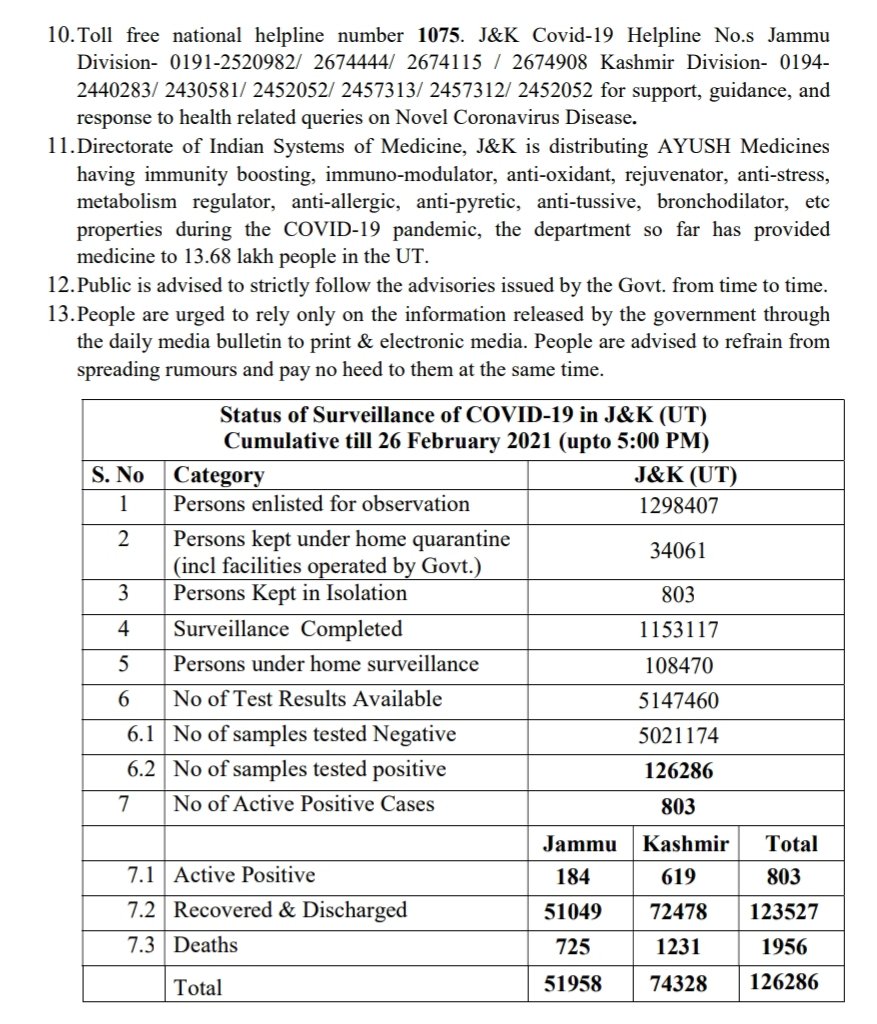 10.Toll free national helpline number 1075. J&K Covid-19 Helpline No.s Jammu
Division- 0191-2520982/ 2674444/ 2674115 / 2674908 Kashmir Division- 0194-
2440283/ 2430581/ 2452052/ 2457313/ 2457312/ 2452052 for support, guidance, and
response to health related queries on Novel Coronavirus Disease.
11.Directorate of Indian Systems of Medicine, J&K is distributing AYUSH Medicines
having immunity boosting, immuno-modulator, anti-oxidant, rejuvenator, anti-stress,
metabolism regulator, anti-allergic, anti-pyretic, anti-tussive, bronchodilator, etc
properties during the COVID-19 pandemic, the department so far has provided
medicine to 13.68 lakh people in the UT.
12.Public is advised to strictly follow the advisories issued by the Govt. from time to time.
13.People are urged to rely only on the information released by the government through
the daily media bulletin to print & electronic media. People are advised to refrain from
spreading rumours and pay no heed to them at the same time.
Status of Surveillance of COVID-19 in J&K (UT)
Cumulative till 26 February 2021 (upto 5:00 PM)
S. No Category J&K (UT)
1 Persons enlisted for observation 1298407
2 Persons kept under home quarantine
(incl facilities operated by Govt.) 34061
3 Persons Kept in Isolation 803
4 Surveillance Completed 1153117
5 Persons under home surveillance 108470
6 No of Test Results Available 5147460
6.1 No of samples tested Negative 5021174
6.2 No of samples tested positive 126286
7 No of Active Positive Cases 803
Jammu Kashmir Total
7.1 Active Positive 184 619 803
7.2 Recovered & Discharged 51049 72478 123527
7.3 Deaths 725 1231 1956
Total 51958 74328 126286